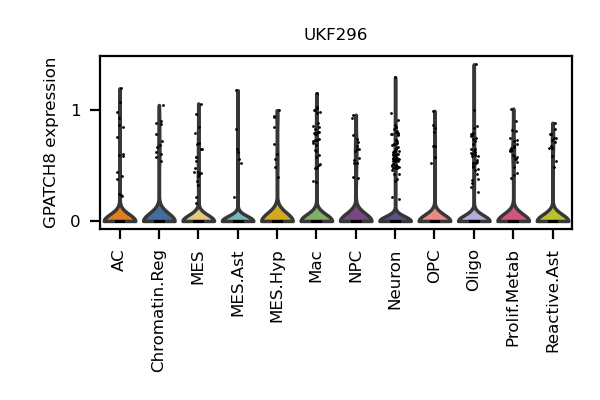 UKF296
GPATCH8 expression
1
0
AC
Chromatin.Reg
MES
MES.Ast
MES.Hyp
Mac
NPC
Neuron
OPC
Oligo
Prolif.Metab
Reactive.Ast